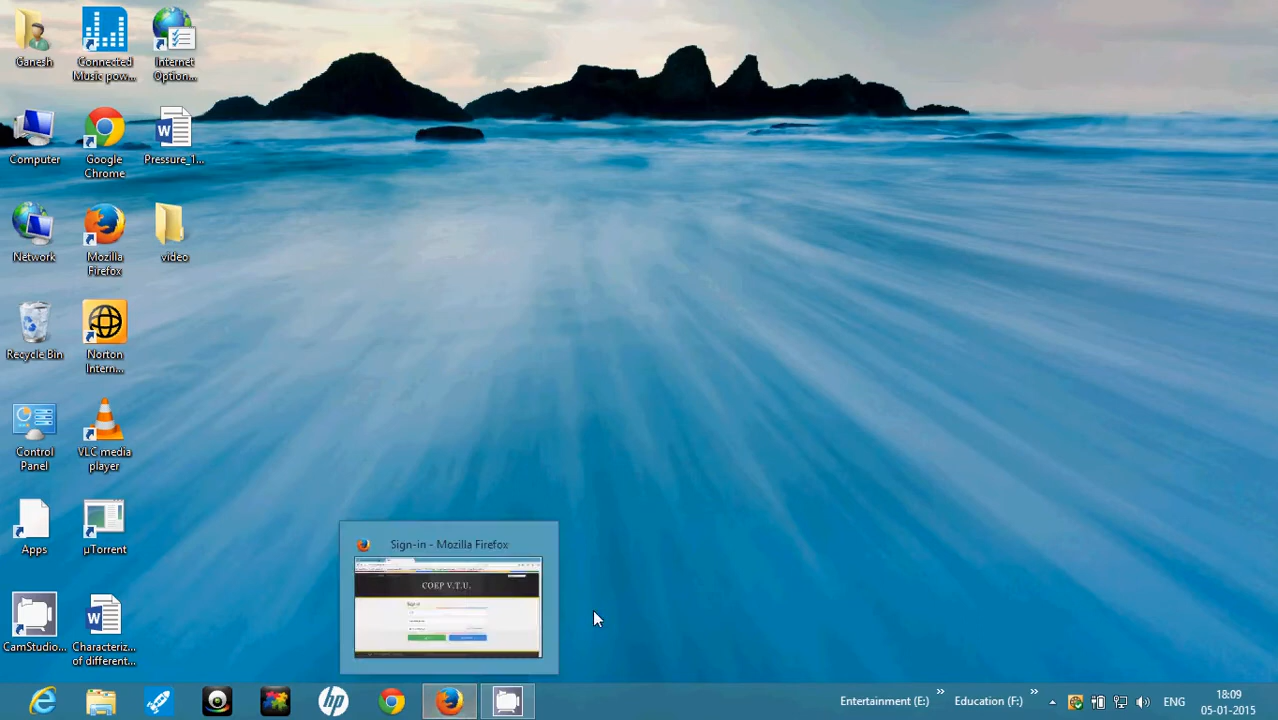 Ganesh
Connected
Music pow...
Internet
Option...
Computer
Google
Chrome
Pressure_1...
Network
Mozilla
Firefox
video
Recycle Bin
Norton
Intern...
Control
Panel
VLC media
player
Apps
µTorrent
CamStudio...
Characteriz...
of different...
Sign-in - Mozilla Firefox
COEP V.T.U.
Sign in
hp
Entertainment (E:) »
Education (F:) »
ENG
18:09
05-01-2015